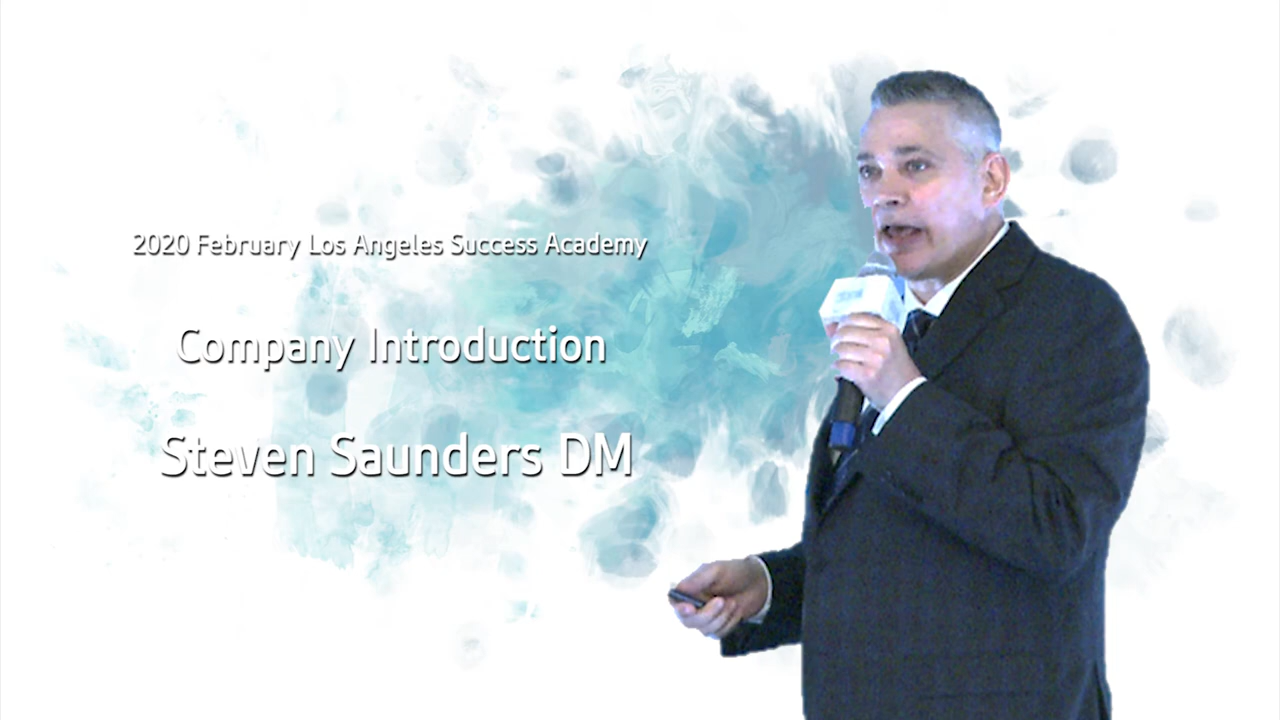 2020 February Los Angeles Success Academy
Company Introduction
Steven Saunders DM